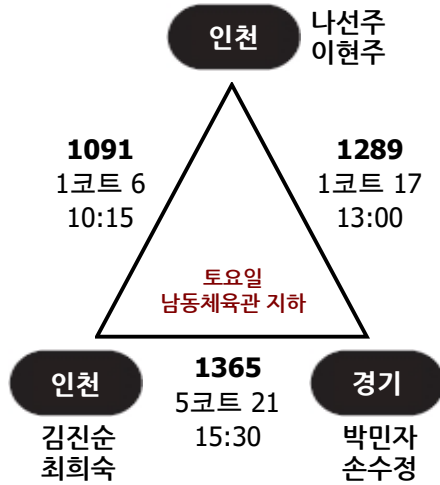 인천
나선주
이현주
1091
1코트 6
10:15
1289
1코트 17
13:00
토요일
남동체육관 지하
인천
김진순
최희숙
1365
5코트 21
15:30
경기
박민자
손수정